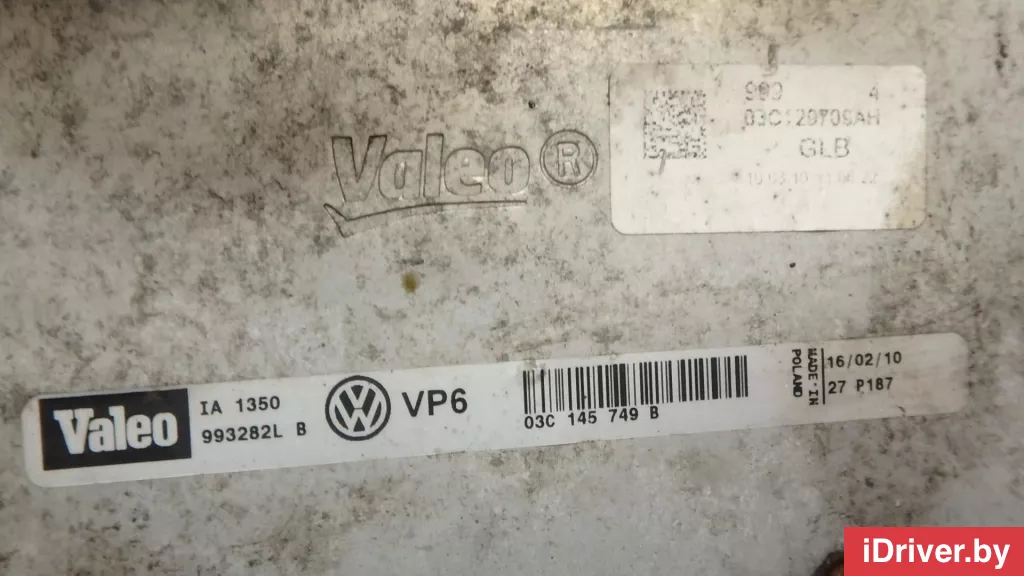 4
03C129709AH
GLB
Valeo®
Valeo
IA 1350
993282L B
VP6
03C 145 749 B
MADE-IN
POLAND
16/02/10
27 P187
iDriver.by